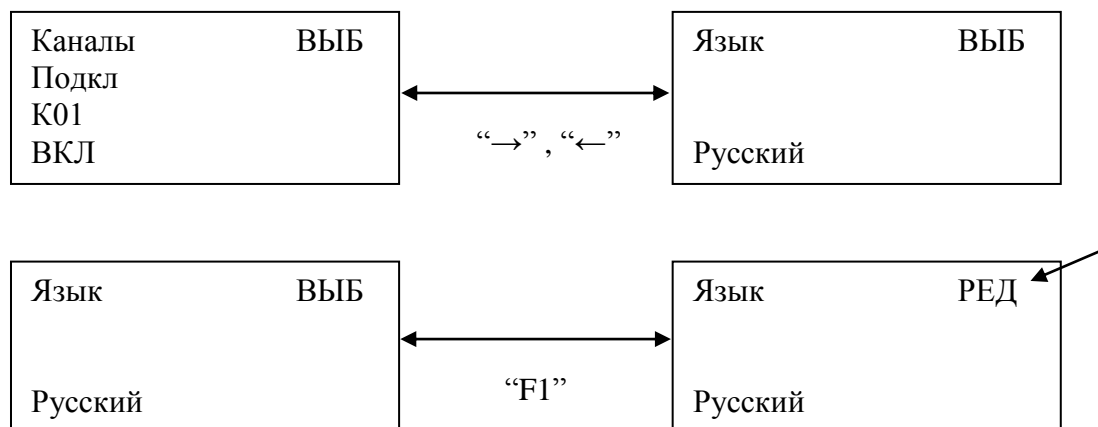 Каналы ВЫБ
Подкл
К01
ВКЛ
“→” , “←”
Язык ВЫБ
Русский
Язык ВЫБ
Русский
“F1”
Язык РЕД
Русский